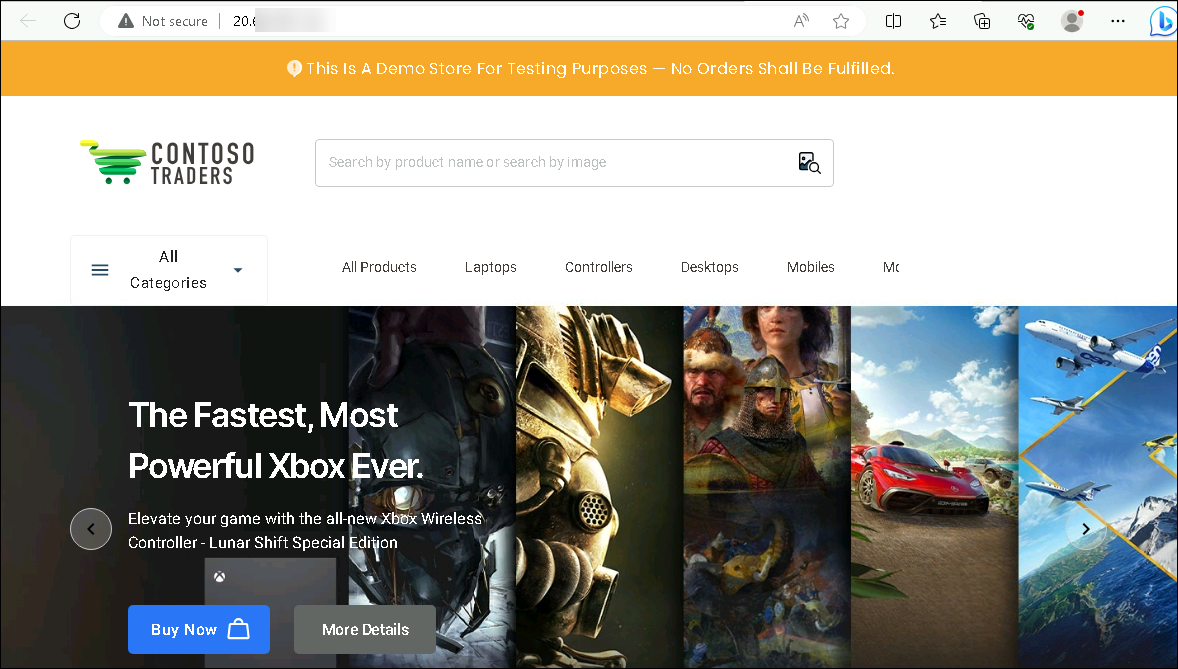 Not secure | 20.6
This Is A Demo Store For Testing Purposes — No Orders Shall Be Fulfilled.
CONTOSO
TRADERS
Search by product name or search by image
All
Categories
All Products Laptops Controllers Desktops Mobiles Mo
The Fastest, Most
Powerful Xbox Ever.
Elevate your game with the all-new Xbox Wireless
Controller - Lunar Shift Special Edition
Buy Now More Details